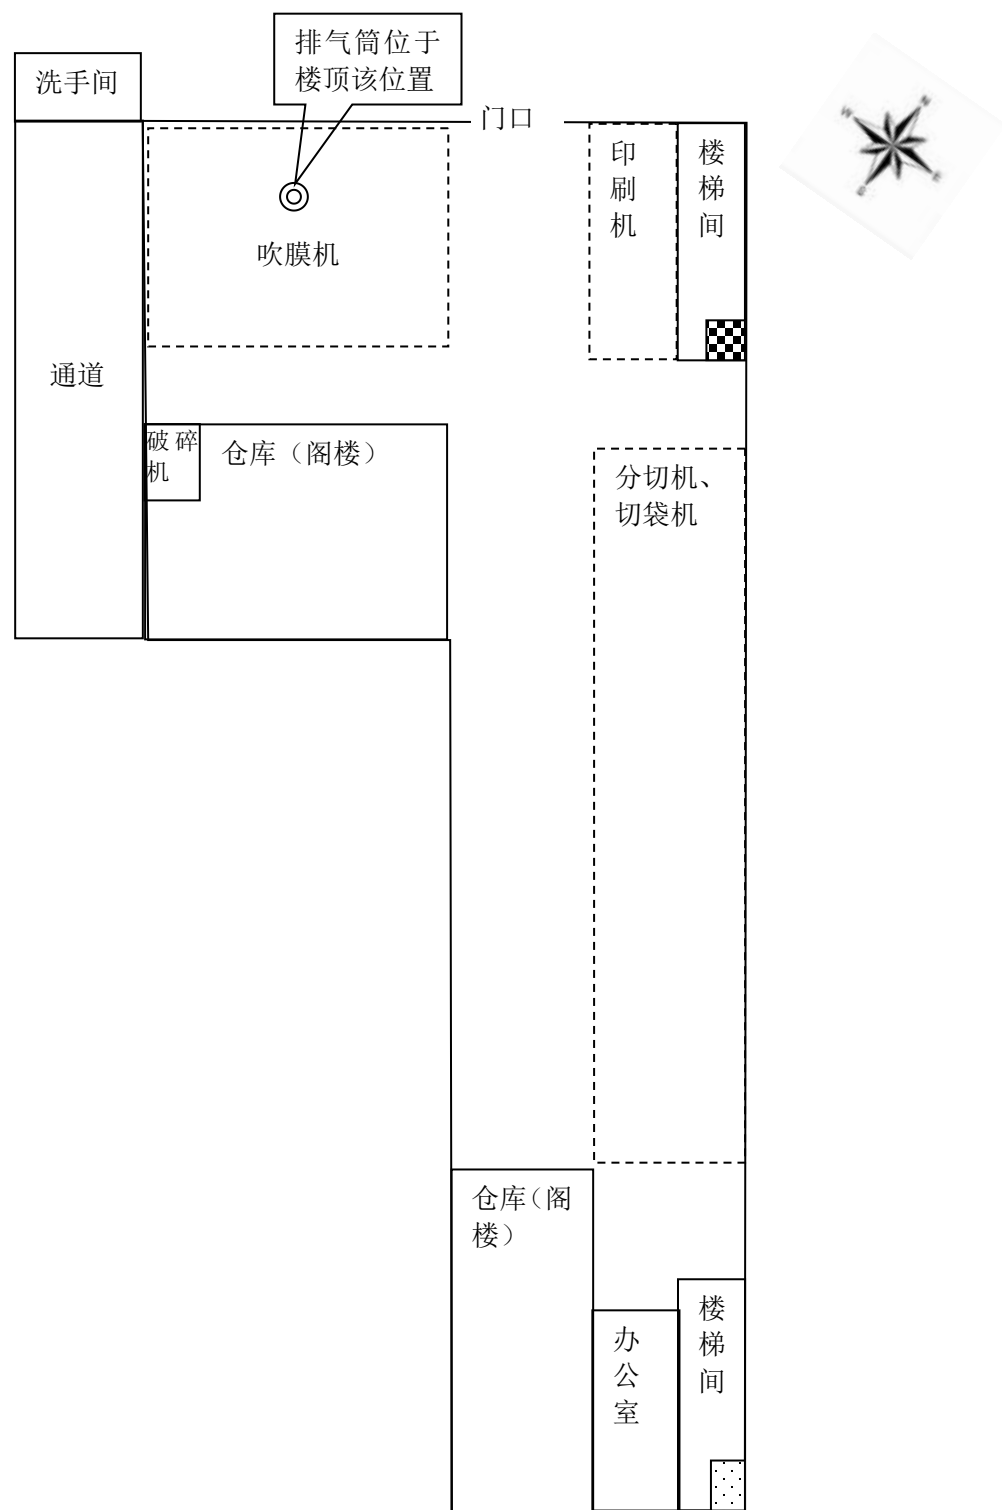 排气筒位于
楼顶该位置
洗手间
门口
印
刷
机
楼
梯
间
N
W
E
S
吹膜机
通道
破碎
机
仓库（阁楼）
分切机、
切袋机
仓库（阁
楼）
楼
梯
间
办
公
室